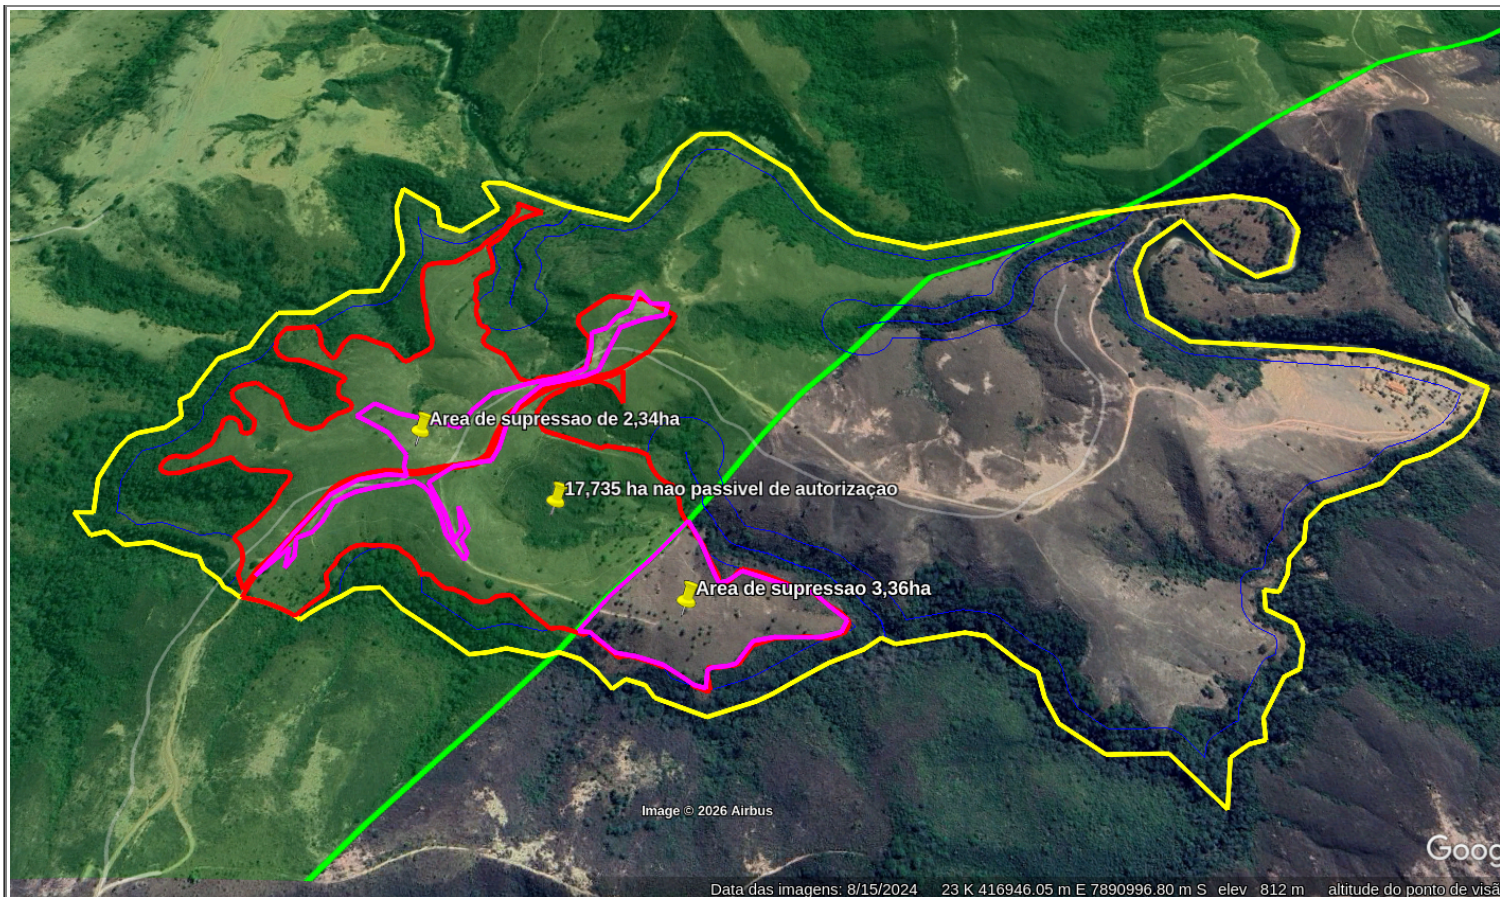 Area de supressao de 2,34ha
17,735 ha nao passivel de autorizaçao
Area de supressao 3,36ha
Image © 2026 Airbus
Goog
Data das imagens: 8/15/2024 23 K 416946.05 m E 7890996.80 m S elev 812 m altitude do ponto de visã